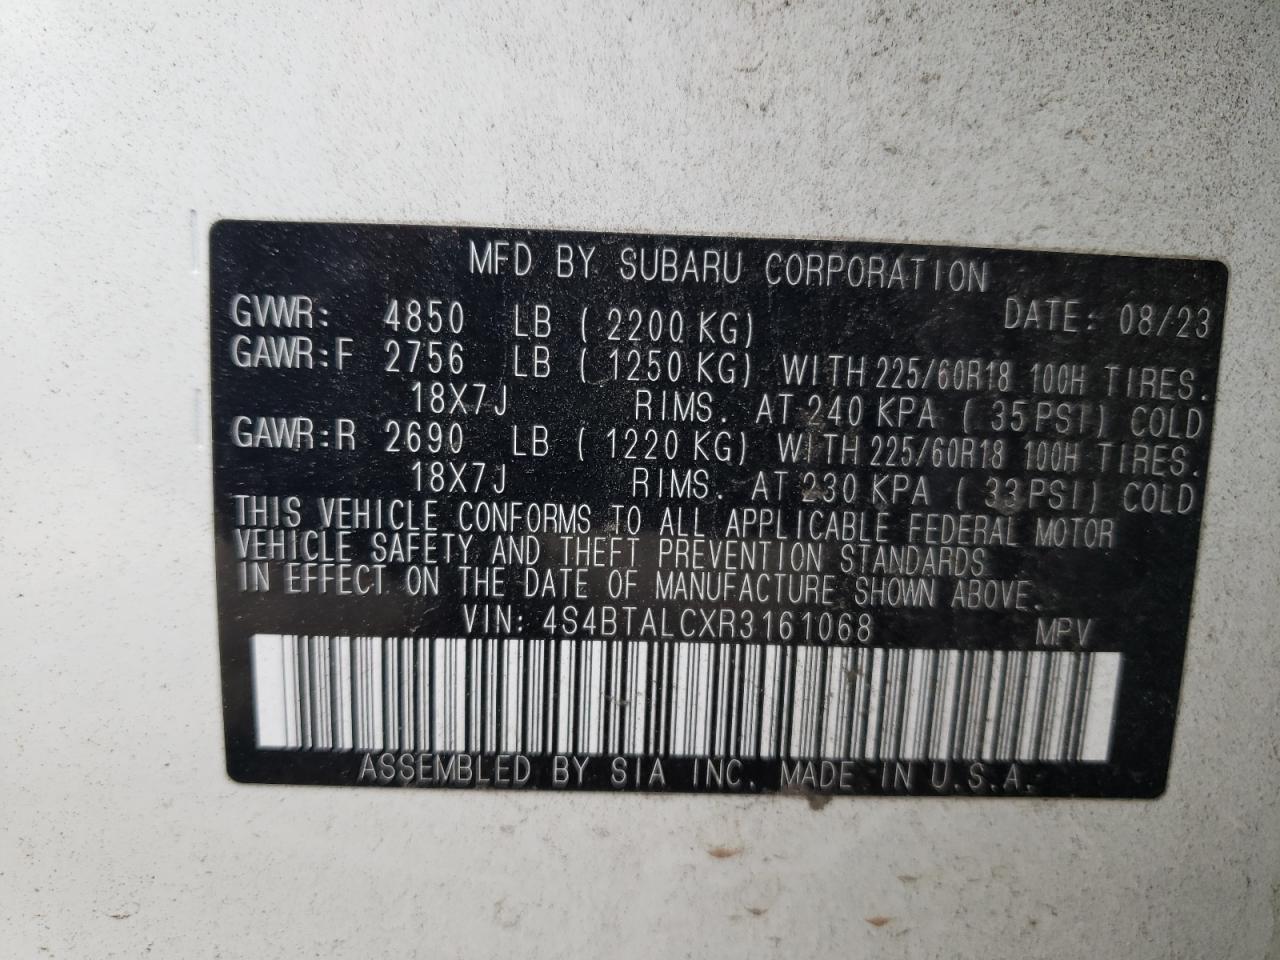 MFD BY SUBARU CORPORATION
GVWR: 4850 LB ( 2200 KG) DATE: 08/23
GAWR:F 2756 LB ( 1250 KG) WITH 225/60R18 100H TIRES.
18X7J RIMS. AT 240 KPA ( 35 PSI) COLD
GAWR:R 2690 LB ( 1220 KG) WITH 225/60R18 100H TIRES.
18X7J RIMS. AT 230 KPA ( 33 PSI) COLD
THIS VEHICLE CONFORMS TO ALL APPLICABLE FEDERAL MOTOR
VEHICLE SAFETY AND THEFT PREVENTION STANDARDS
IN EFFECT ON THE DATE OF MANUFACTURE SHOWN ABOVE.
VIN: 4S4BTALCXR3161068 MPV
ASSEMBLED BY SIA INC. MADE IN U.S.A.